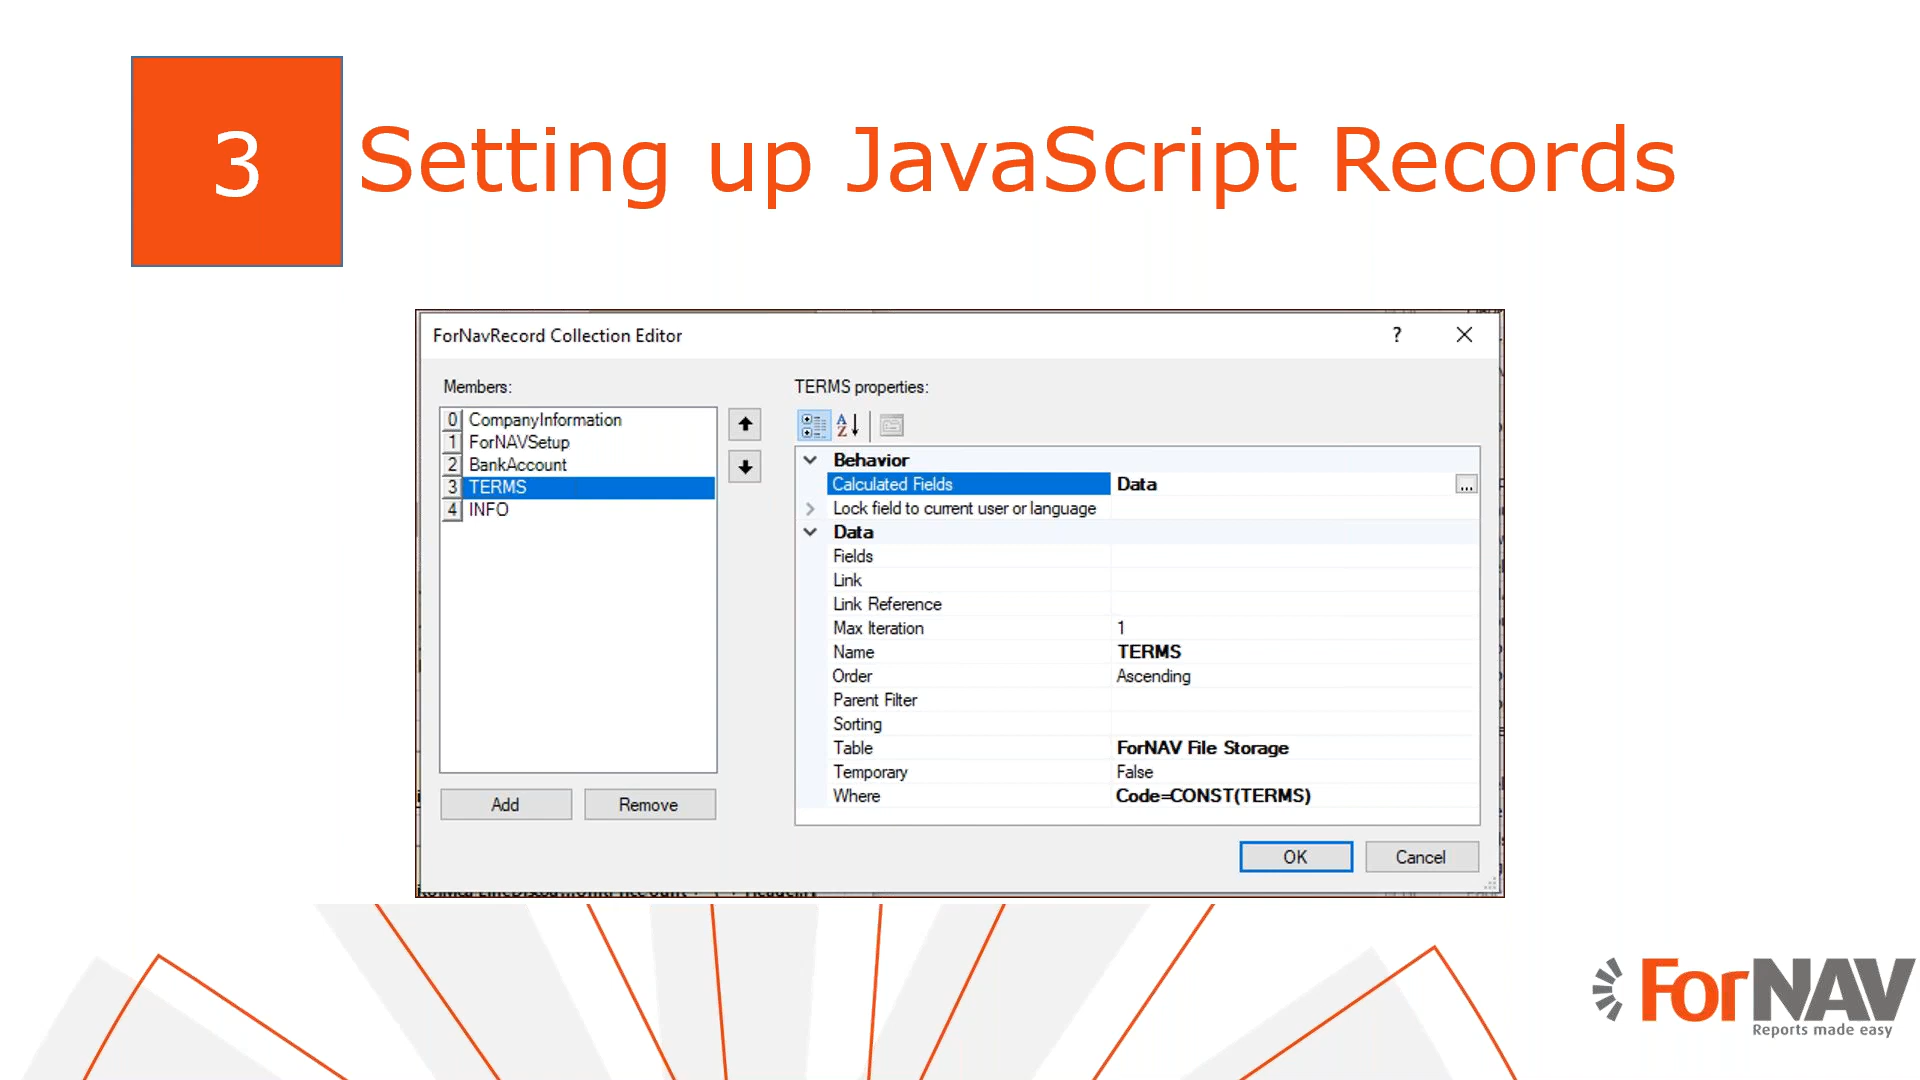 3
Setting up JavaScript Records
ForNavRecord Collection Editor
?
Members:
0 CompanyInformation
1 ForNAVSetup
2 BankAccount
3 TERMS
4 INFO
Add
Remove
TERMS properties:
A
Z
Behavior
Calculated Fields Data ...
Lock field to current user or language
Data
Fields
Link
Link Reference
Max Iteration 1
Name TERMS
Order Ascending
Parent Filter
Sorting
Table ForNAV File Storage
Temporary False
Where Code=CONST(TERMS)
OK
Cancel
ForNAV
Reports made easy